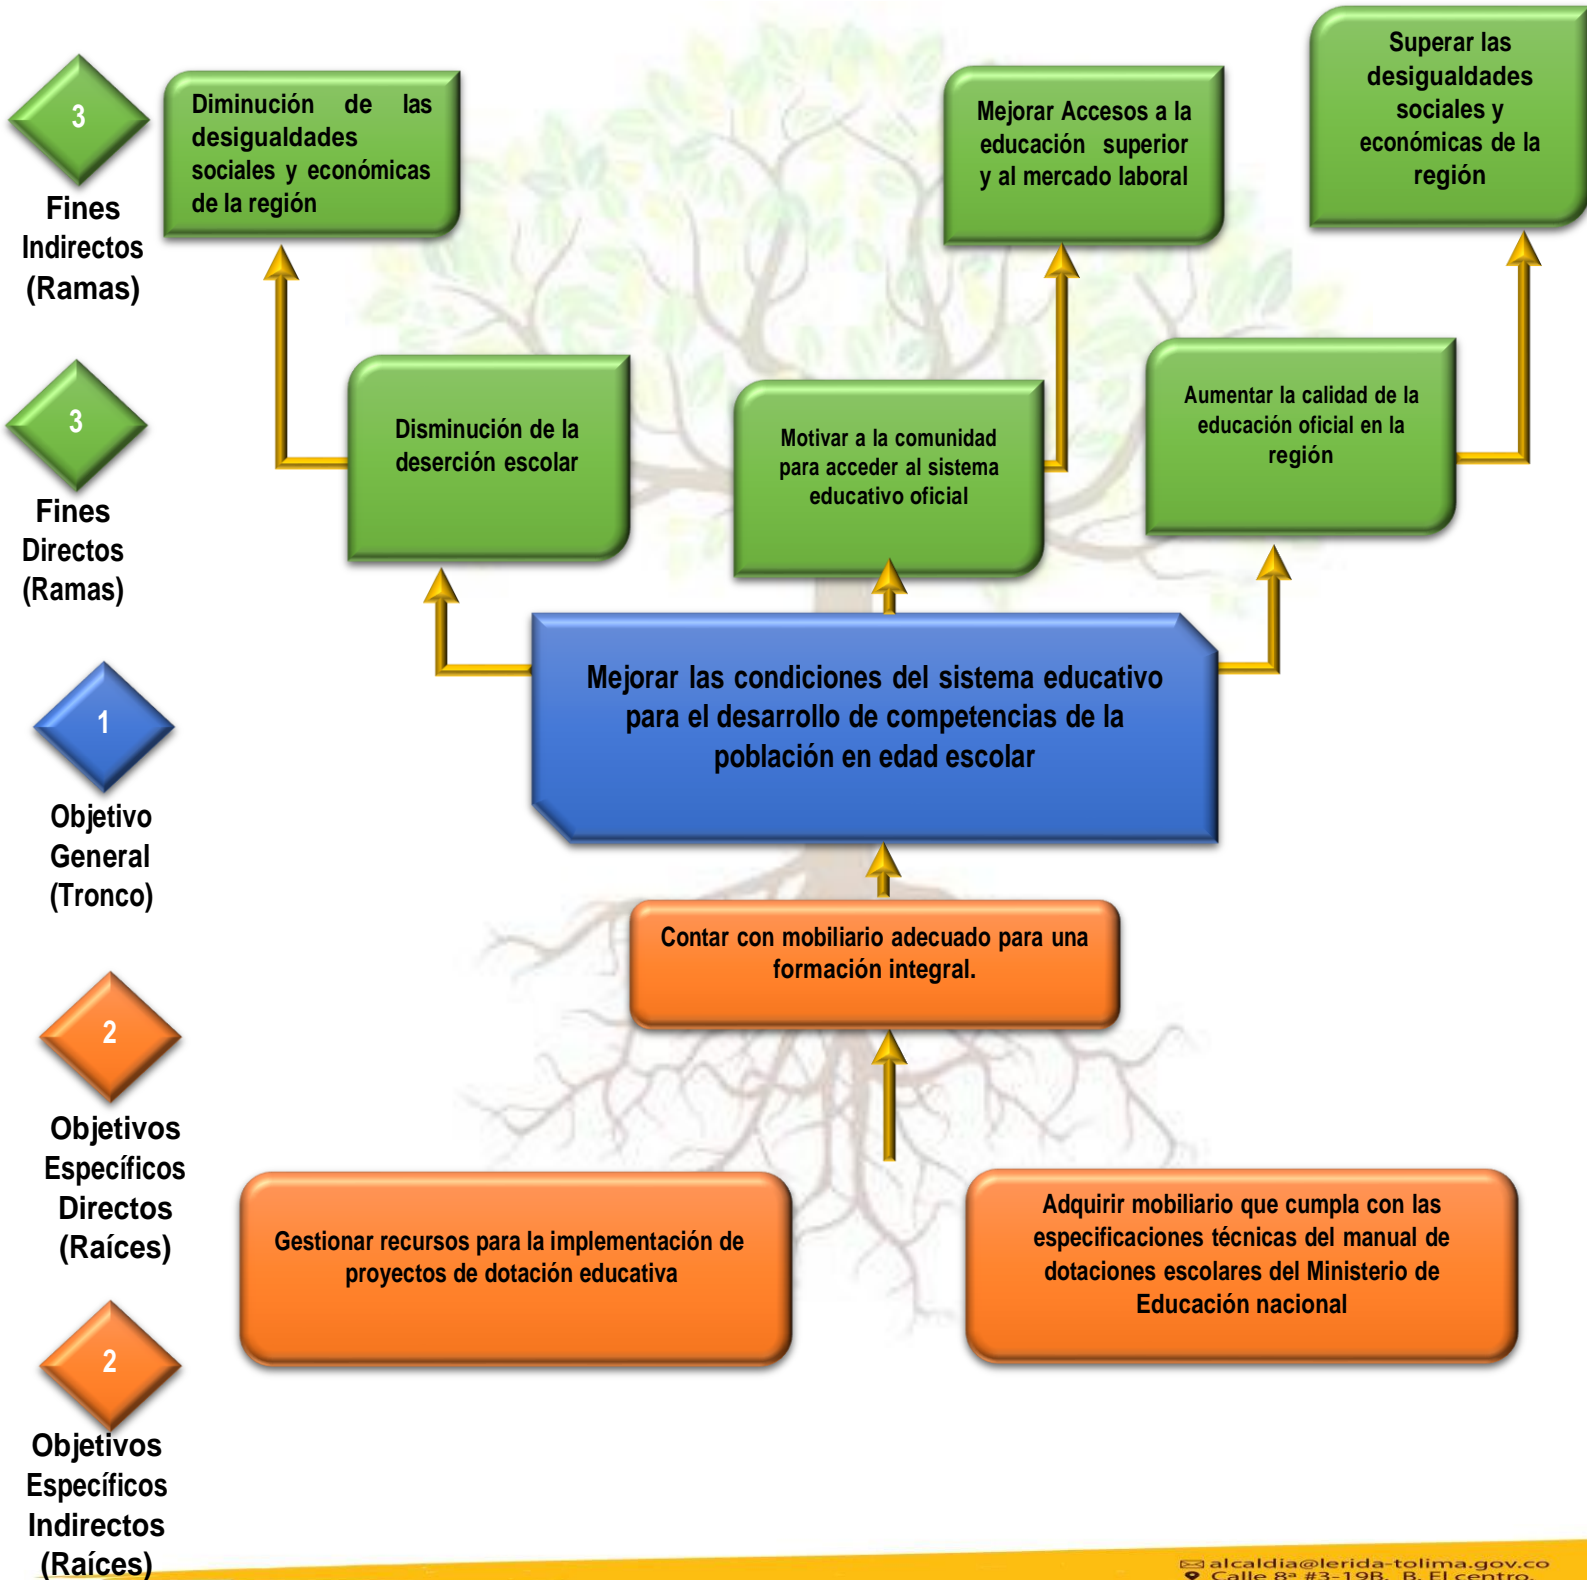 3
Fines
Indirectos
(Ramas)
Diminución de las
desigualdades
sociales y económicas
de la región
Mejorar Accesos a la
educación superior
y al mercado laboral
Superar las
desigualdades
sociales y
económicas de la
región
3
Fines
Directos
(Ramas)
Disminución de la
deserción escolar
Motivar a la comunidad
para acceder al sistema
educativo oficial
Aumentar la calidad de la
educación oficial en la
región
1
Objetivo
General
(Tronco)
Mejorar las condiciones del sistema educativo
para el desarrollo de competencias de la
población en edad escolar
2
Objetivos
Específicos
Directos
(Raíces)
Contar con mobiliario adecuado para una
formación integral.
2
Objetivos
Específicos
Indirectos
(Raíces)
Gestionar recursos para la implementación de
proyectos de dotación educativa
Adquirir mobiliario que cumpla con las
especificaciones técnicas del manual de
dotaciones escolares del Ministerio de
Educación nacional
alcaldia@lerida-tolima.gov.co
Calle 8ª #3-19B. B. El centro.